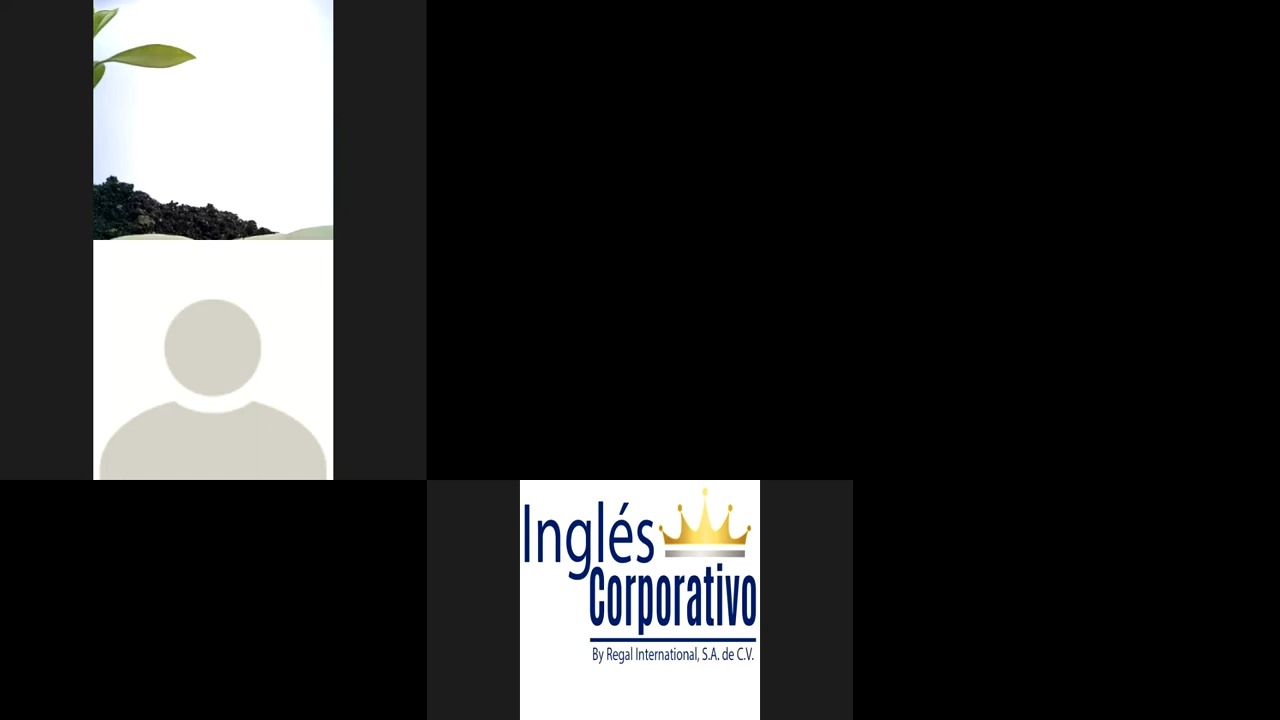 Inglés
Corporativo
By Regal International, S.A. de C.V.